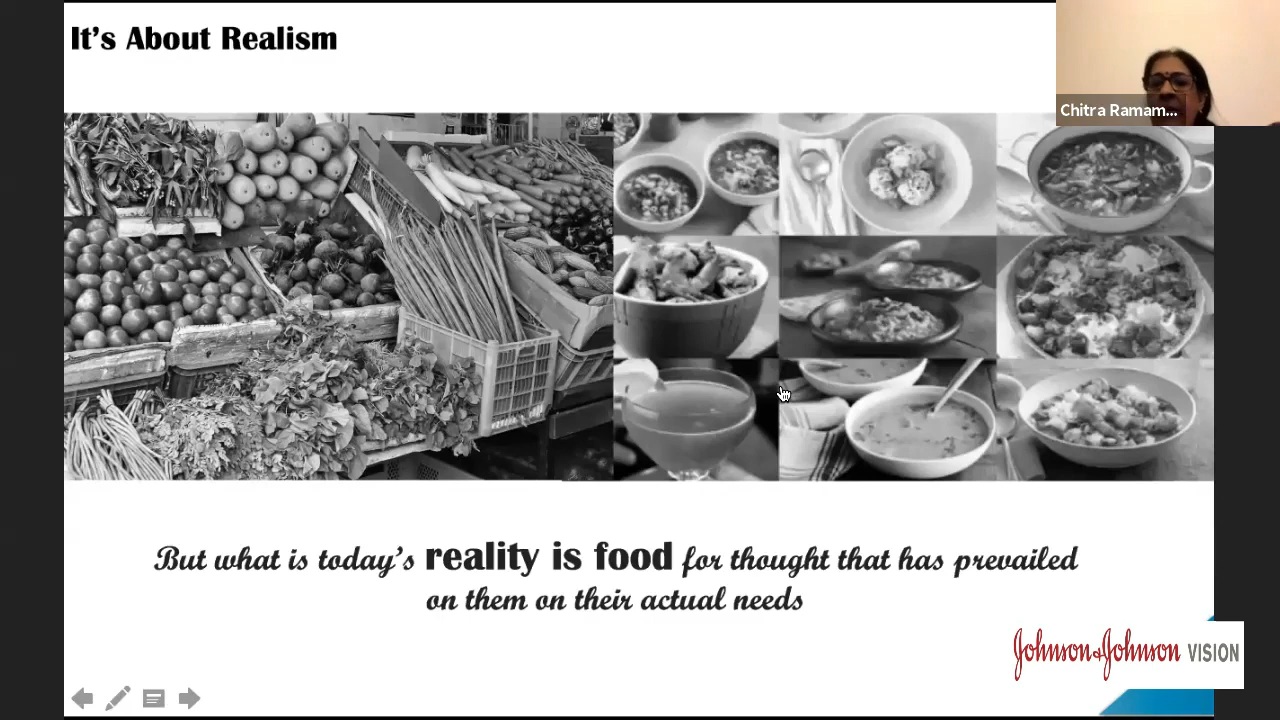 It's About Realism
Chitra Ramam...
But what is today's reality is food for thought that has prevailed
on them on their actual needs
Johnson & Johnson VISION